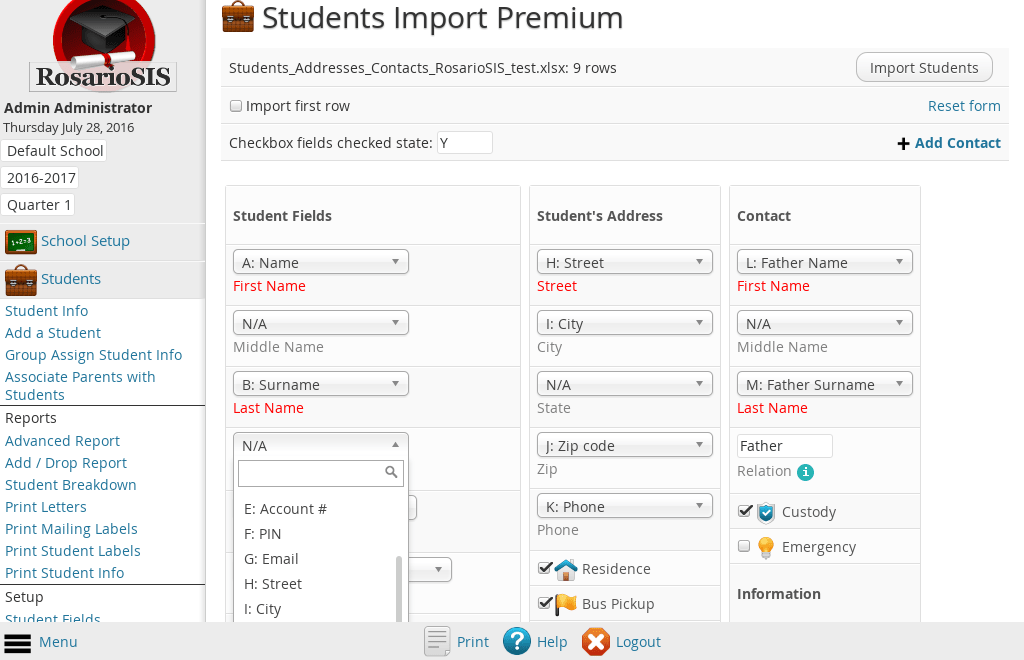 RosarioSIS
Admin Administrator
Thursday July 28, 2016
Default School
2016-2017
Quarter 1
School Setup
Students
Student Info
Add a Student
Group Assign Student Info
Associate Parents with
Students
Reports
Advanced Report
Add / Drop Report
Student Breakdown
Print Letters
Print Mailing Labels
Print Student Labels
Print Student Info
Setup
Student Fields
Students Import Premium
Students_Addresses_Contacts_RosarioSIS_test.xlsx: 9 rows
Import Students
Import first row
Reset form
Checkbox fields checked state: Y
+ Add Contact
Student Fields
A: Name
First Name
N/A
Middle Name
B: Surname
Last Name
N/A
E: Account #
F: PIN
G: Email
H: Street
I: City
Student's Address
H: Street
Street
I: City
City
N/A
State
J: Zip code
Zip
K: Phone
Phone
Residence
Bus Pickup
Contact
L: Father Name
First Name
N/A
Middle Name
M: Father Surname
Last Name
Father
Relation i
Custody
Emergency
Information
Menu
Print
? Help
Logout